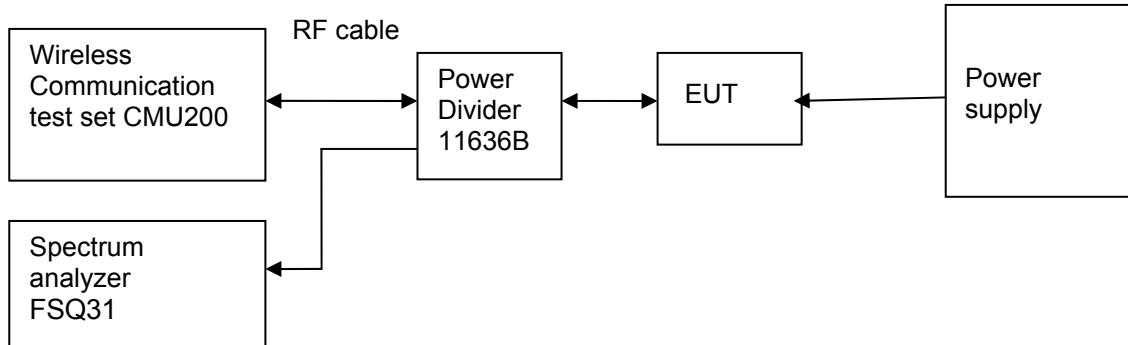 RF cable
Wireless
Communication
test set CMU200
Power
Divider
11636B
EUT
Power
supply
Spectrum
analyzer
FSQ31